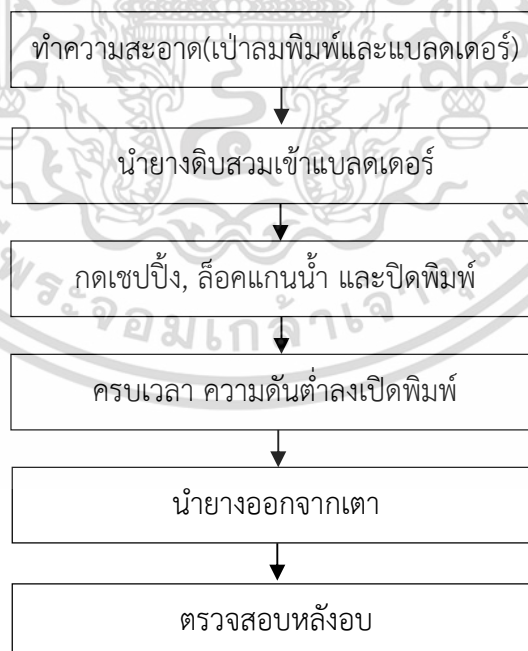 ทำความสะอาด(เป่าลมพิมพ์และแบลดเดอร์)
นำยางดิบสวมเข้าแบลดเดอร์
กดเชปปิ้ง, ล็อคแกนน้ำ และปิดพิมพ์
ครบเวลา ความดันต่ำลงเปิดพิมพ์
นำยางออกจากเตา
ตรวจสอบหลังอบ